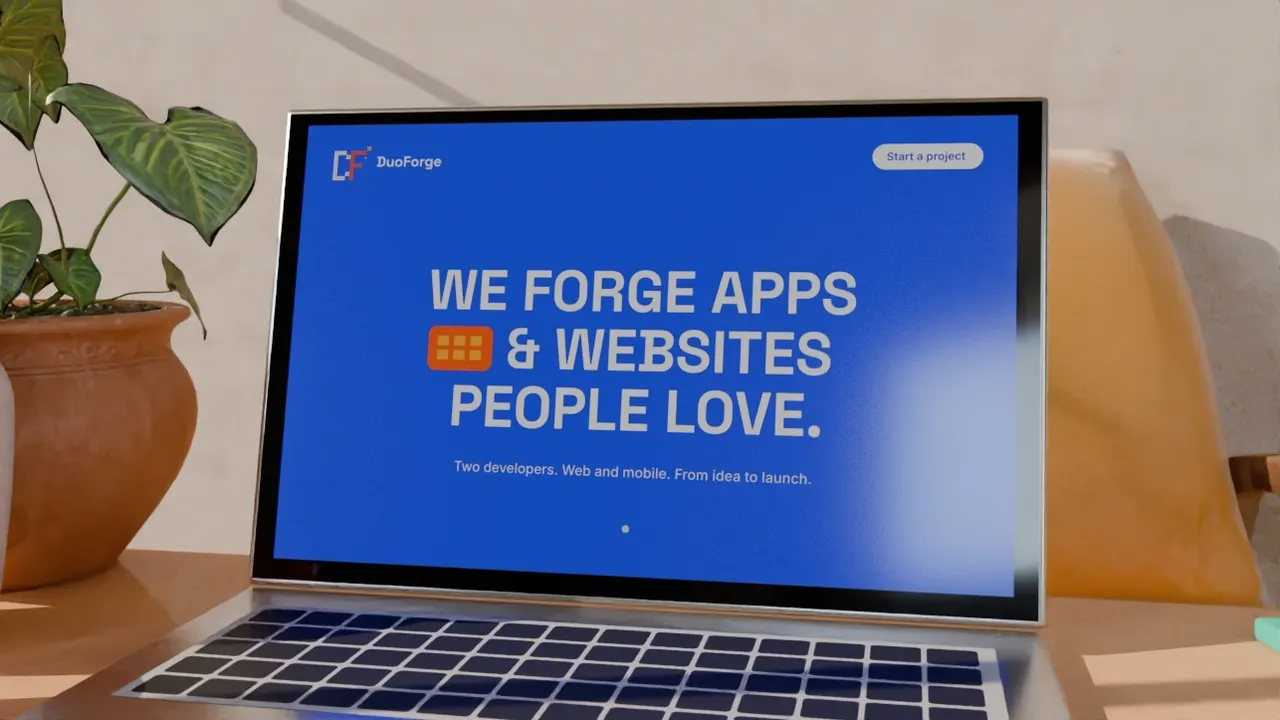 DF DuoForge
Start a project
WE FORGE APPS
& WEBSITES
PEOPLE LOVE.
Two developers. Web and mobile. From idea to launch.